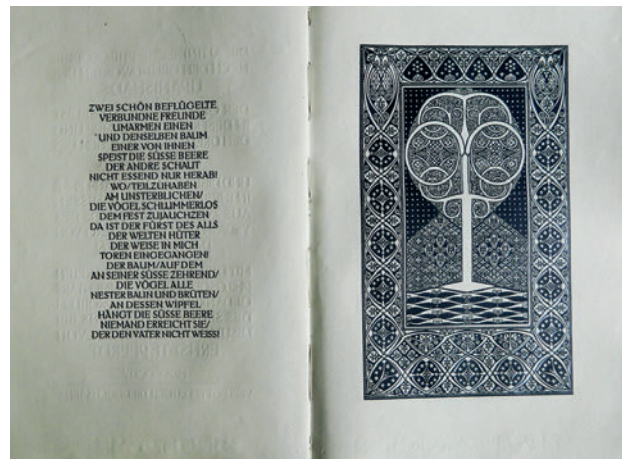 ZWEI SCHÖN BEFLÜGELTE
VERBUNDNE FREUNDE
UMARMEN EINEN
UND DENSELBEN BAUM
EINER VON IHNEN
SPEIST DIE SÜSSE BEERE
DER ANDRE SCHAUT
NICHT ESSEND NUR HERAB!
WO/TEILZUHABEN
AM UNSTERBLICHEN/
DIE VÖGEL SCHLUMMERLOS
DEM FEST ZUJAUCHZEN
DA IST DER FÜRST DES ALLS
DER WELTEN HÜTER
DER WEISE IN MICH
TOREN EINGEGANGEN!
DER BAUM/AUF DEM
AN SEINER SÜSSE ZEHREND/
DIE VÖGEL ALLE
NESTER BAUN UND BRÜTEN/
AN DESSEN WIPFEL
HÄNGT DIE SÜSSE BEERE
NIEMAND ERREICHT SIE/
DER DEN VATER NICHT WEISS!